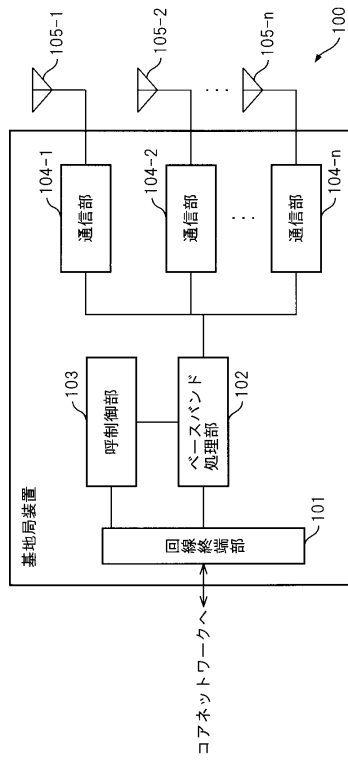 基地局装置
コアネットワークへ
回線終端部
101
呼制御部
103
ベースバンド
処理部
102
通信部
104-1
通信部
104-2
...
通信部
104-n
105-1
105-2
...
105-n
100